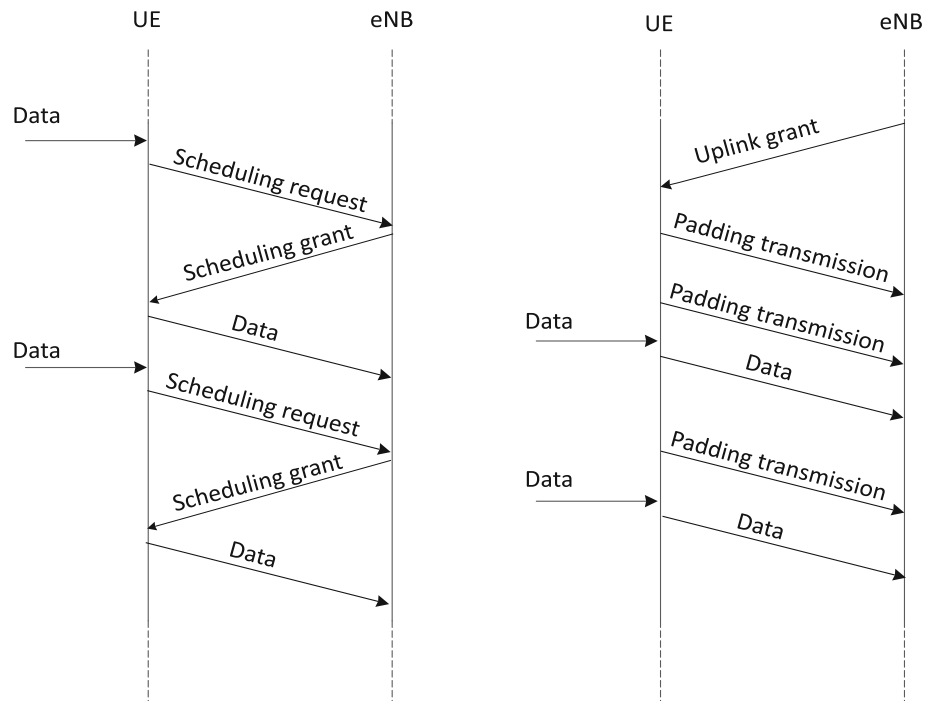 UE
eNB
Data
Scheduling request
Scheduling grant
Data
Data
Scheduling request
Scheduling grant
Data
UE
eNB
Uplink grant
Padding transmission
Padding transmission
Data
Data
Padding transmission
Data
Data